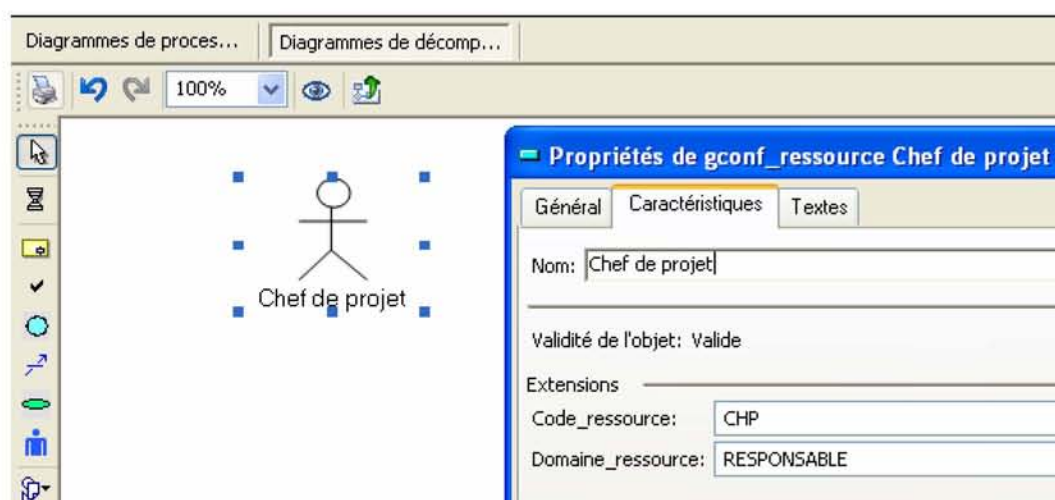 Diagrammes de proces... Diagrammes de décomp...
100%
Propriétés de gconf_ressource Chef de projet
Général Caractéristiques Textes
Nom: Chef de projet
Chef de projet
Validité de l'objet: Valide
Extensions
Code_ressource: CHP
Domaine_ressource: RESPONSABLE